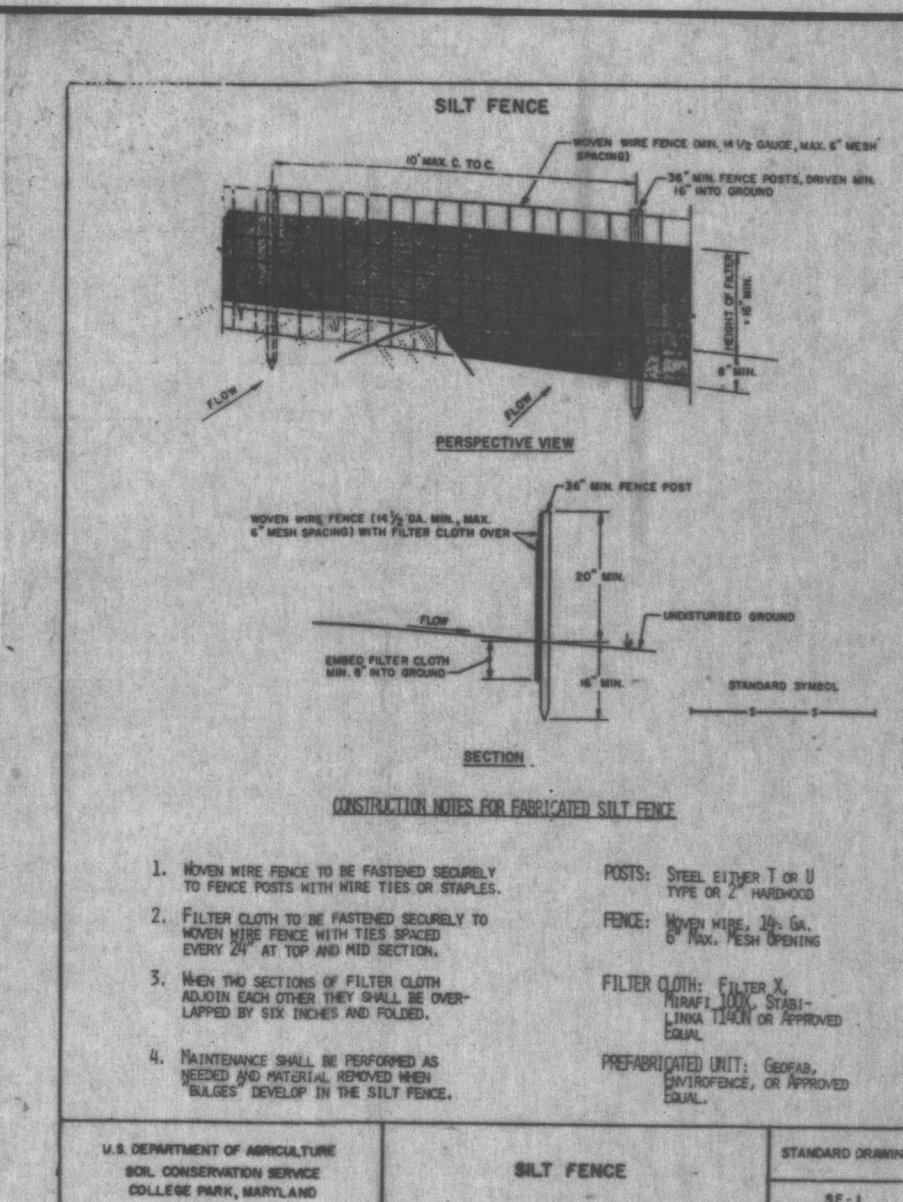 SILT FENCE
WOVEN WIRE FENCE (MIN. 14 1/2 GAUGE, MAX. 6" MESH
SPACING)
10' MAX. C. TO C.
36" MIN. FENCE POSTS, DRIVEN MIN.
16" INTO GROUND
HEIGHT OF FILTER
= 16" MIN.
8" MIN.
FLOW
FLOW
PERSPECTIVE VIEW
36" MIN. FENCE POST
WOVEN WIRE FENCE (14 1/2 GA. MIN., MAX.
6" MESH SPACING) WITH FILTER CLOTH OVER
20" MIN.
FLOW
UNDISTURBED GROUND
EMBED FILTER CLOTH
MIN. 8" INTO GROUND
16" MIN.
STANDARD SYMBOL
S S
SECTION
CONSTRUCTION NOTES FOR FABRICATED SILT FENCE
1. WOVEN WIRE FENCE TO BE FASTENED SECURELY
TO FENCE POSTS WITH WIRE TIES OR STAPLES.
2. FILTER CLOTH TO BE FASTENED SECURELY TO
WOVEN WIRE FENCE WITH TIES SPACED
EVERY 24" AT TOP AND MID SECTION.
3. WHEN TWO SECTIONS OF FILTER CLOTH
ADJOIN EACH OTHER THEY SHALL BE OVER-
LAPPED BY SIX INCHES AND FOLDED.
4. MAINTENANCE SHALL BE PERFORMED AS
NEEDED AND MATERIAL REMOVED WHEN
"BULGES" DEVELOP IN THE SILT FENCE.
POSTS: STEEL EITHER T OR U
TYPE OR 2" HARDWOOD
FENCE: WOVEN WIRE, 14½ GA.
6" MAX. MESH OPENING
FILTER CLOTH: FILTER X,
MIRAFI 100X, STABI-
LINKA T140N OR APPROVED
EQUAL
PREFABRICATED UNIT: GEOFAB,
ENVIROFENCE, OR APPROVED
EQUAL.
U.S. DEPARTMENT OF AGRICULTURE
SOIL CONSERVATION SERVICE
COLLEGE PARK, MARYLAND
SILT FENCE
STANDARD DRAWIN
SF-1